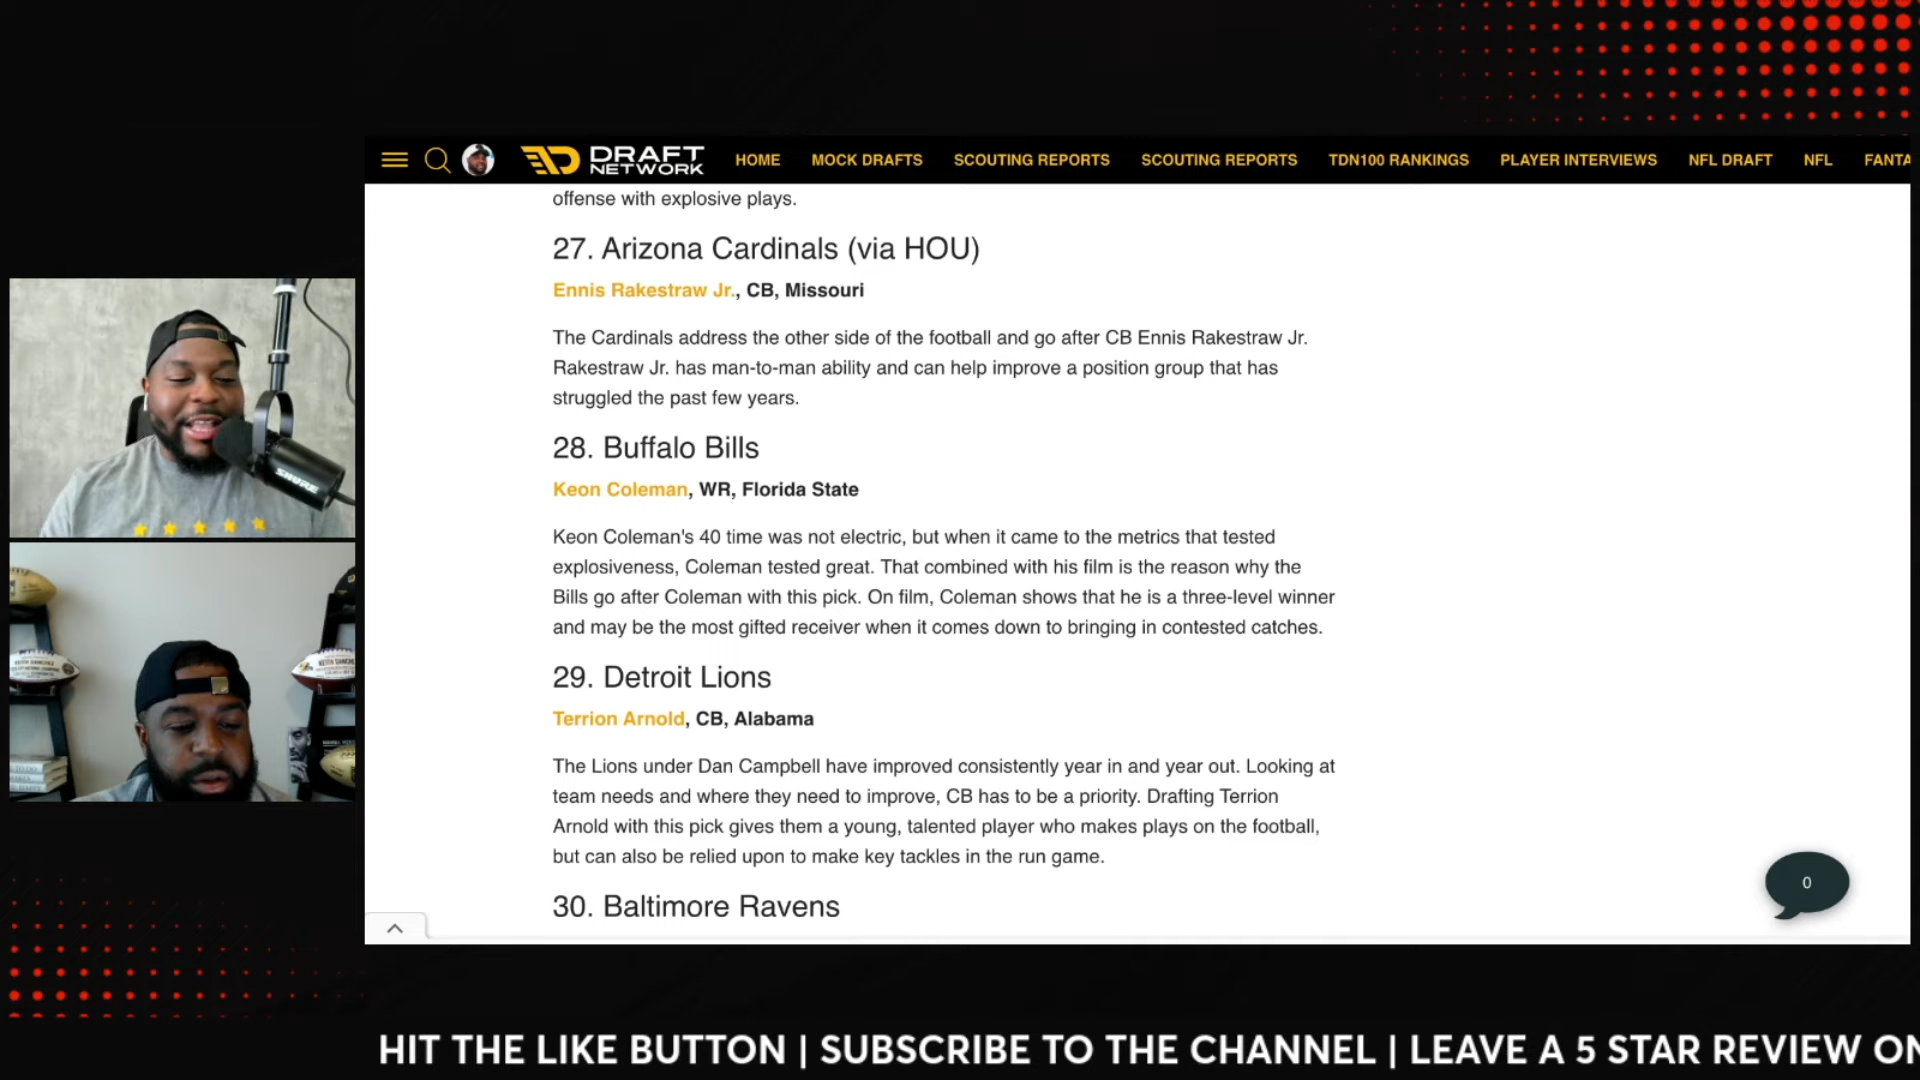 DRAFT
NETWORK
HOME MOCK DRAFTS SCOUTING REPORTS SCOUTING REPORTS TDN100 RANKINGS PLAYER INTERVIEWS NFL DRAFT NFL FANTA
offense with explosive plays.
27. Arizona Cardinals (via HOU)
Ennis Rakestraw Jr., CB, Missouri
The Cardinals address the other side of the football and go after CB Ennis Rakestraw Jr.
Rakestraw Jr. has man-to-man ability and can help improve a position group that has
struggled the past few years.
28. Buffalo Bills
Keon Coleman, WR, Florida State
Keon Coleman's 40 time was not electric, but when it came to the metrics that tested
explosiveness, Coleman tested great. That combined with his film is the reason why the
Bills go after Coleman with this pick. On film, Coleman shows that he is a three-level winner
and may be the most gifted receiver when it comes down to bringing in contested catches.
29. Detroit Lions
Terrion Arnold, CB, Alabama
The Lions under Dan Campbell have improved consistently year in and year out. Looking at
team needs and where they need to improve, CB has to be a priority. Drafting Terrion
Arnold with this pick gives them a young, talented player who makes plays on the football,
but can also be relied upon to make key tackles in the run game.
30. Baltimore Ravens
0
SHURE
KEITH SANCHEZ
KEITH SANCHE
HIT THE LIKE BUTTON | SUBSCRIBE TO THE CHANNEL | LEAVE A 5 STAR REVIEW ON